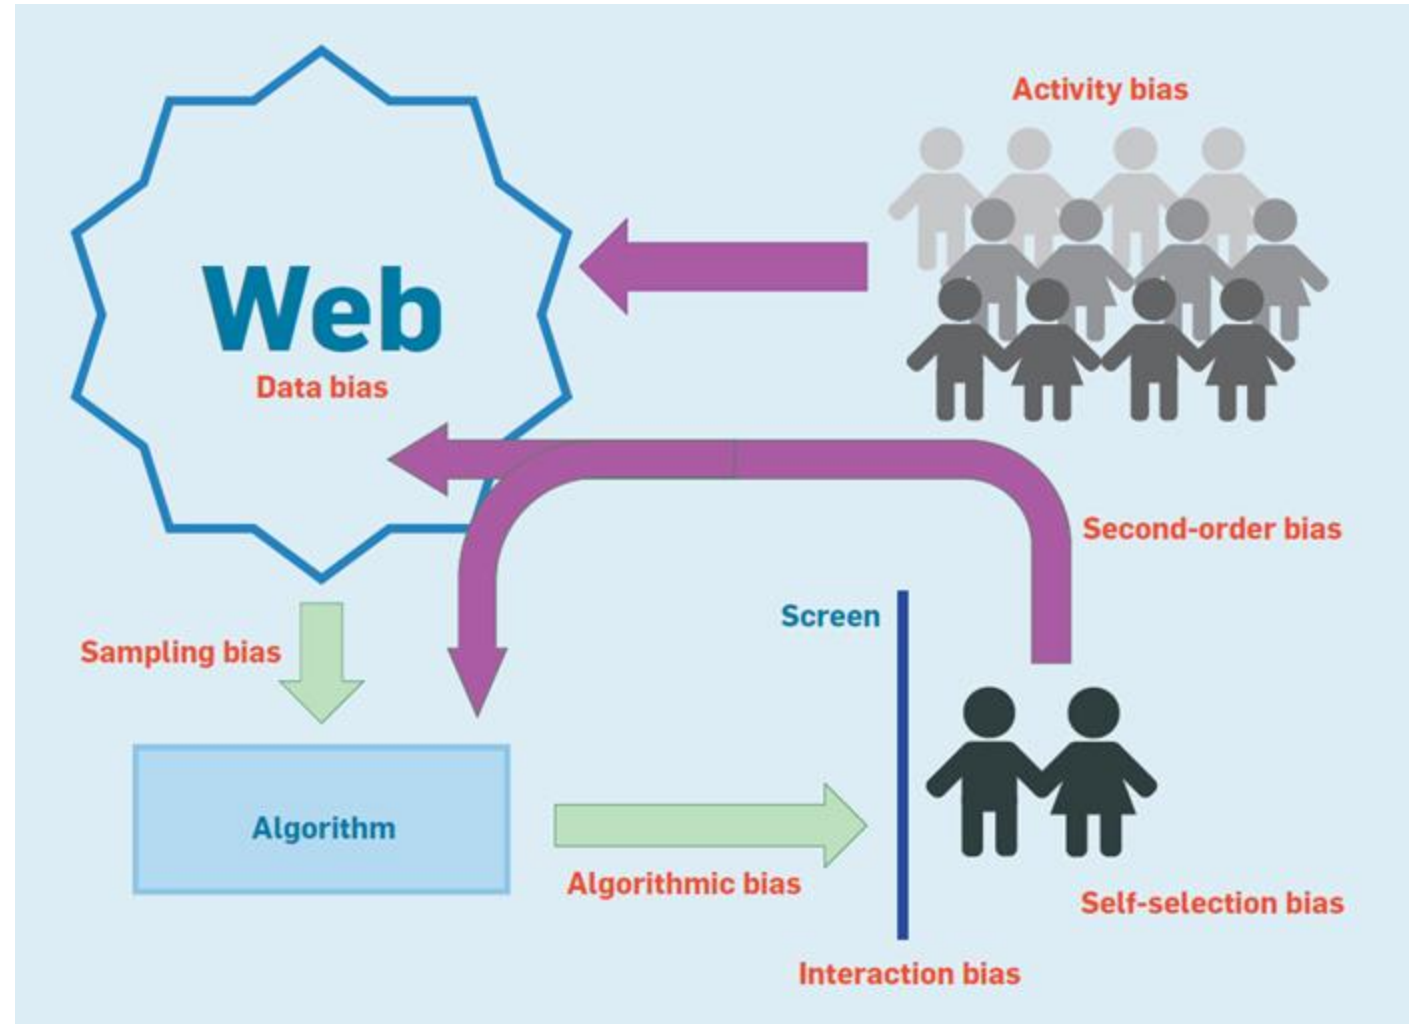 Activity bias
Web
Data bias
Second-order bias
Screen
Sampling bias
Algorithm
Algorithmic bias
Self-selection bias
Interaction bias